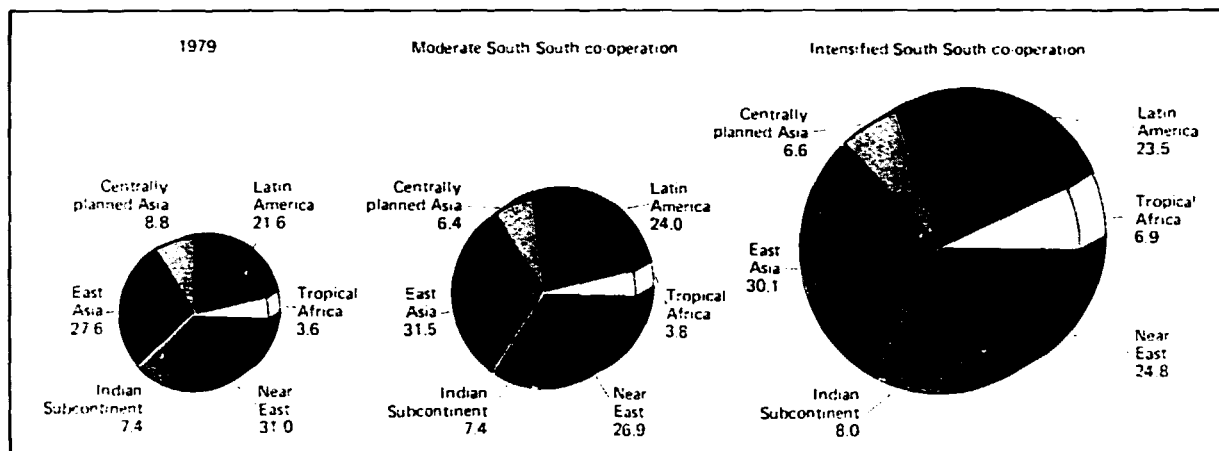 1979
Centrally
planned Asia
8.8
Latin
America
21.6
East
Asia
27.6
Tropical
Africa
3.6
Indian
Subcontinent
7.4
Near
East
31.0
Moderate South South co-operation
Centrally
planned Asia
6.4
Latin
America
24.0
East
Asia
31.5
Tropical
Africa
3.8
Indian
Subcontinent
7.4
Near
East
26.9
Intensified South South co-operation
Centrally
planned Asia
6.6
Latin
America
23.5
Tropical
Africa
6.9
East
Asia
30.1
Near
East
24.8
Indian
Subcontinent
8.0